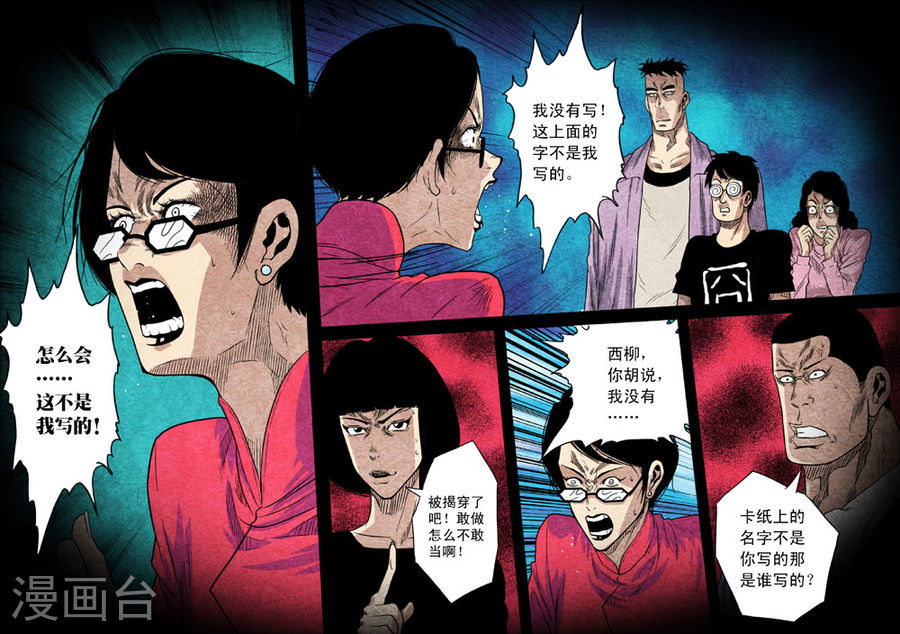 怎么会
……
这不是
我写的！
我没有写！
这上面的
字不是我
写的。
囧
被揭穿了
吧！敢做
怎么不敢
当啊！
西柳，
你胡说，
我没有
……
卡纸上的
名字不是
你写的那
是谁写的？
漫画台